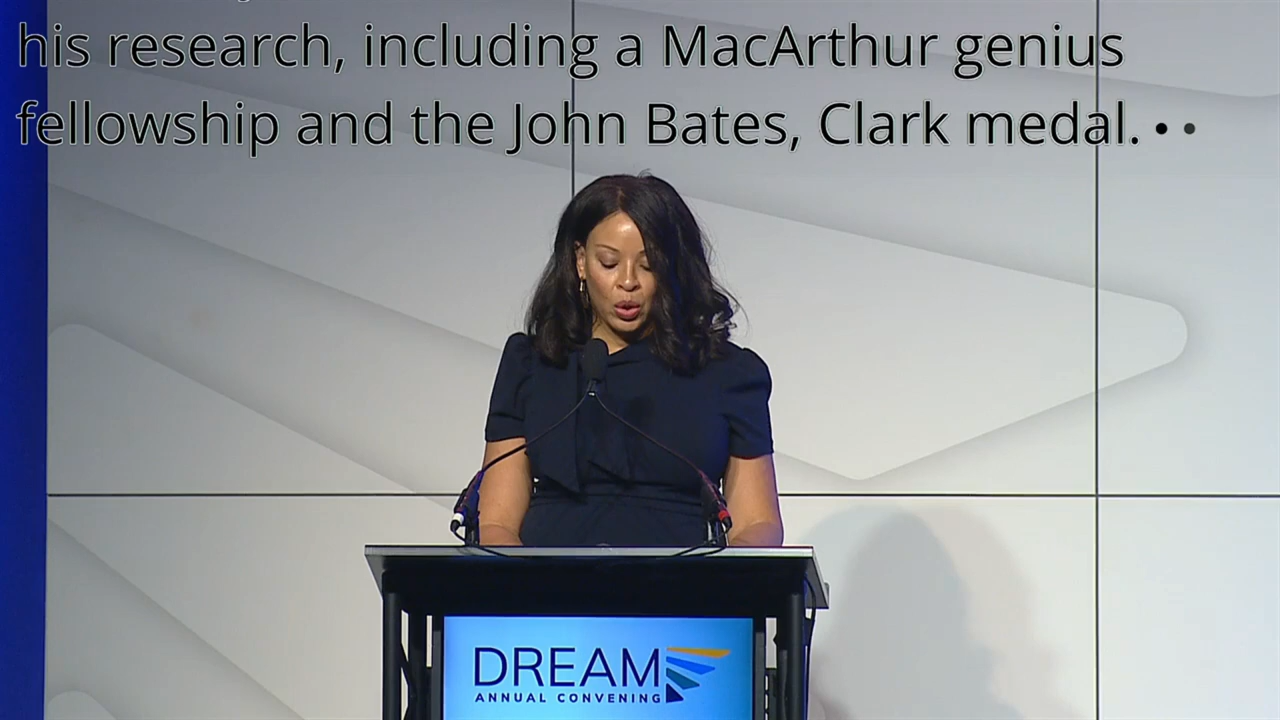 his research, including a MacArthur genius
fellowship and the John Bates, Clark medal.
DREAM
ANNUAL CONVENING